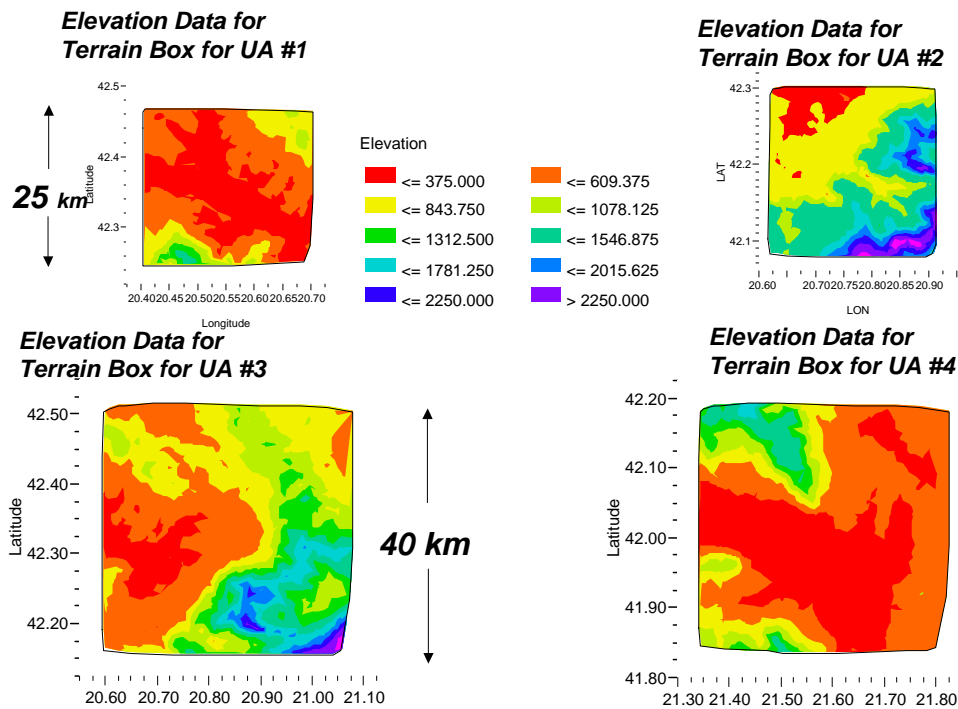 Elevation Data for
Terrain Box for UA #1
42.5
42.4
42.3
Latitude
25 km
20.40 20.45 20.50 20.55 20.60 20.65 20.70
Longitude
Elevation
<= 375.000
<= 609.375
<= 843.750
<= 1078.125
<= 1312.500
<= 1546.875
<= 1781.250
<= 2015.625
<= 2250.000
> 2250.000
Elevation Data for
Terrain Box for UA #2
42.3
42.2
42.1
LAT
20.60 20.70 20.75 20.80 20.85 20.90
LON
Elevation Data for
Terrain Box for UA #3
42.50
42.40
42.30
42.20
Latitude
20.60 20.70 20.80 20.90 21.00 21.10
40 km
Elevation Data for
Terrain Box for UA #4
42.20
42.10
42.00
41.90
41.80
Latitude
21.30 21.40 21.50 21.60 21.70 21.80